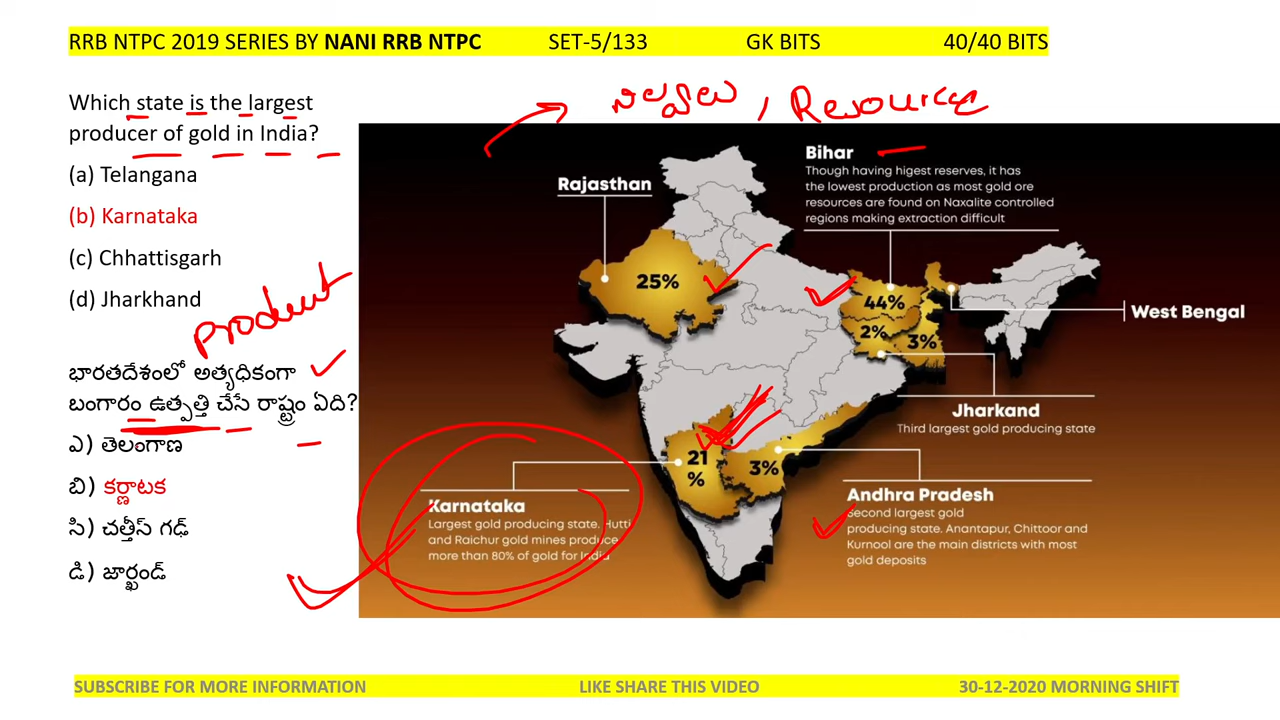 RRB NTPC 2019 SERIES BY NANI RRB NTPC SET-5/133 GK BITS 40/40 BITS
Which state is the largest
producer of gold in India?
(a) Telangana
(b) Karnataka
(c) Chhattisgarh
(d) Jharkhand
product
భారతదేశంలో అత్యధికంగా
బంగారం ఉత్పత్తి చేసే రాష్ట్రం ఏది?
ఎ) తెలంగాణ
బి) కర్ణాటక
సి) చత్తీస్ గఢ్
డి) జార్ఖండ్
నిల్వలు , Resource
Bihar
Though having higest reserves, it has
the lowest production as most gold ore
resources are found on Naxalite controlled
regions making extraction difficult
Rajasthan
25%
44%
2%
3%
West Bengal
Jharkand
Third largest gold producing state
21
%
3%
Karnataka
Largest gold producing state. Hutti
and Raichur gold mines produce
more than 80% of gold for India
Andhra Pradesh
Second largest gold
producing state. Anantapur, Chittoor and
Kurnool are the main districts with most
gold deposits
SUBSCRIBE FOR MORE INFORMATION LIKE SHARE THIS VIDEO 30-12-2020 MORNING SHIFT